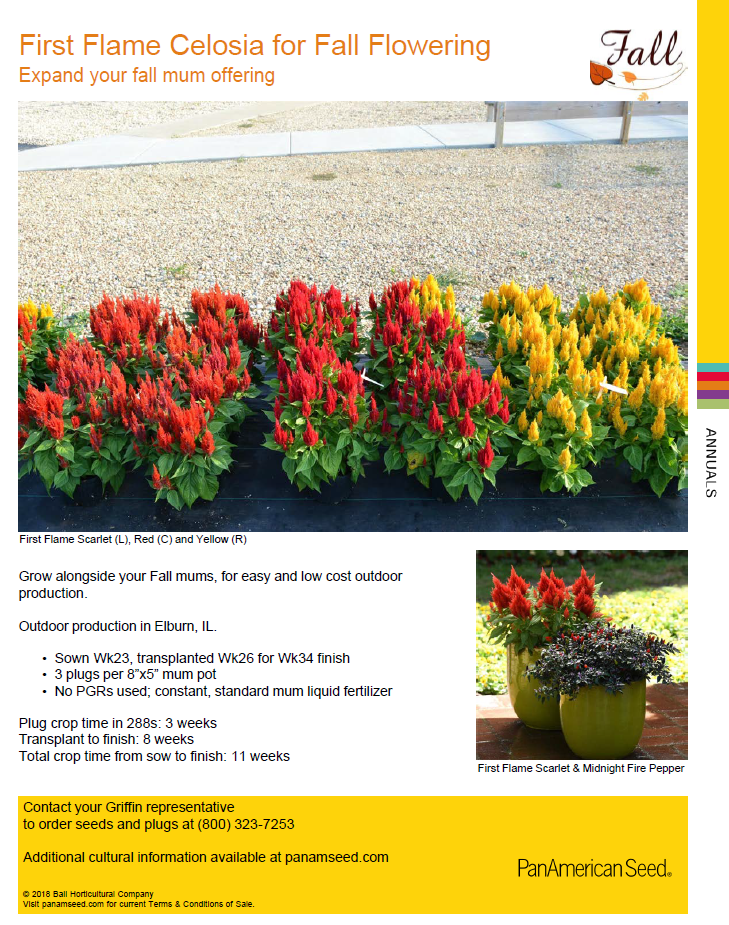 First Flame Celosia for Fall Flowering
Expand your fall mum offering
Fall
ANNUALS
First Flame Scarlet (L), Red (C) and Yellow (R)
Grow alongside your Fall mums, for easy and low cost outdoor
production.
Outdoor production in Elburn, IL.
• Sown Wk23, transplanted Wk26 for Wk34 finish
• 3 plugs per 8”x5” mum pot
• No PGRs used; constant, standard mum liquid fertilizer
Plug crop time in 288s: 3 weeks
Transplant to finish: 8 weeks
Total crop time from sow to finish: 11 weeks
First Flame Scarlet & Midnight Fire Pepper
Contact your Griffin representative
to order seeds and plugs at (800) 323-7253
Additional cultural information available at panamseed.com
PanAmerican Seed®
© 2018 Ball Horticultural Company
Visit panamseed.com for current Terms & Conditions of Sale.